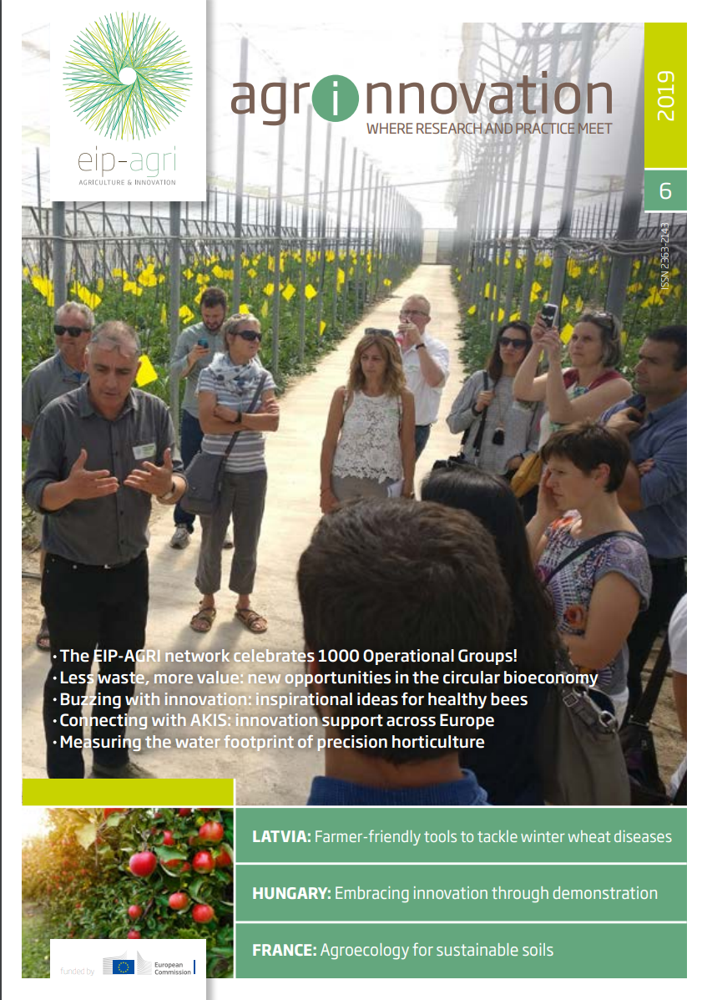 eip-agri
AGRICULTURE & INNOVATION
agrinnovation
WHERE RESEARCH AND PRACTICE MEET
2019
6
ISSN 2363-2143
· The EIP-AGRI network celebrates 1000 Operational Groups!
· Less waste, more value: new opportunities in the circular bioeconomy
· Buzzing with innovation: inspirational ideas for healthy bees
· Connecting with AKIS: innovation support across Europe
· Measuring the water footprint of precision horticulture
LATVIA: Farmer-friendly tools to tackle winter wheat diseases
HUNGARY: Embracing innovation through demonstration
FRANCE: Agroecology for sustainable soils
funded by
European
Commission